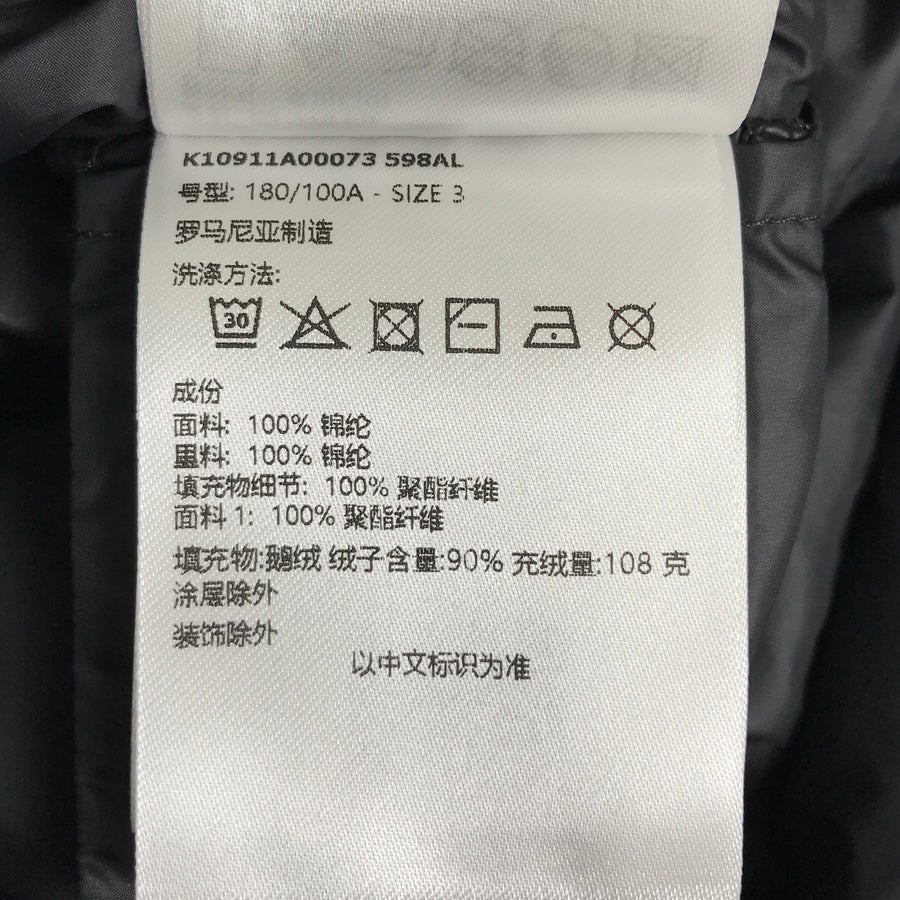 K10911A00073 598AL
号型: 180/100A - SIZE 3
罗马尼亚制造
洗涤方法:
30
成份
面料: 100% 锦纶
里料: 100% 锦纶
填充物细节: 100% 聚酯纤维
面料 1: 100% 聚酯纤维
填充物:鹅绒 绒子含量:90% 充绒量:108 克
涂层除外
装饰除外
以中文标识为准